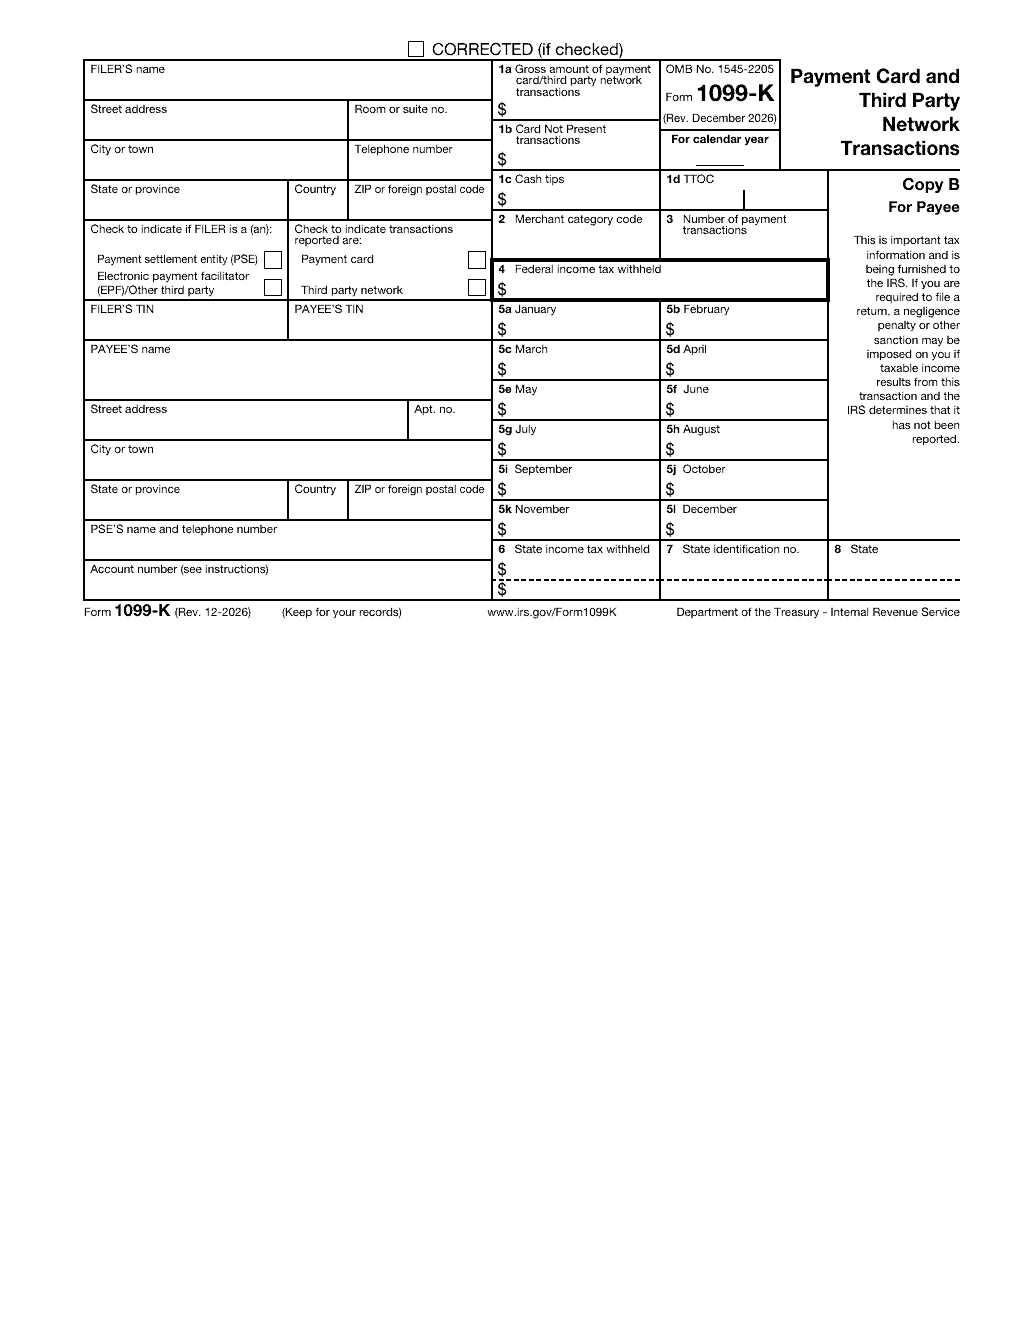 CORRECTED (if checked)
FILER'S name
Street address
Room or suite no.
City or town
Telephone number
State or province
Country
ZIP or foreign postal code
Check to indicate if FILER is a (an):
Payment settlement entity (PSE)
Electronic payment facilitator
(EPF)/Other third party
Check to indicate transactions
reported are:
Payment card
Third party network
FILER'S TIN
PAYEE'S TIN
PAYEE'S name
Street address
Apt. no.
City or town
State or province
Country
ZIP or foreign postal code
PSE'S name and telephone number
Account number (see instructions)
1a Gross amount of payment
card/third party network
transactions
$
OMB No. 1545-2205
Form 1099-K
(Rev. December 2026)
For calendar year
1b Card Not Present
transactions
$
1c Cash tips
$
1d TTOC
2 Merchant category code
3 Number of payment
transactions
4 Federal income tax withheld
$
5a January
$
5b February
$
5c March
$
5d April
$
5e May
$
5f June
$
5g July
$
5h August
$
5i September
$
5j October
$
5k November
$
5l December
$
6 State income tax withheld
$
$
7 State identification no.
8 State
Payment Card and
Third Party
Network
Transactions
Copy B
For Payee
This is important tax
information and is
being furnished to
the IRS. If you are
required to file a
return, a negligence
penalty or other
sanction may be
imposed on you if
taxable income
results from this
transaction and the
IRS determines that it
has not been
reported.
Form 1099-K (Rev. 12-2026)
(Keep for your records)
www.irs.gov/Form1099K
Department of the Treasury - Internal Revenue Service